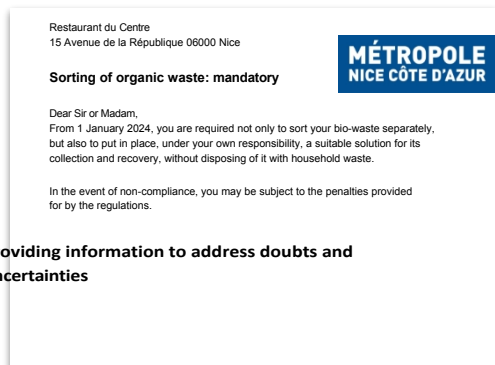 Restaurant du Centre
15 Avenue de la République 06000 Nice
MÉTROPOLE
NICE CÔTE D'AZUR
Sorting of organic waste: mandatory
Dear Sir or Madam,
From 1 January 2024, you are required not only to sort your bio-waste separately,
but also to put in place, under your own responsibility, a suitable solution for its
collection and recovery, without disposing of it with household waste.
In the event of non-compliance, you may be subject to the penalties provided
for by the regulations.
information to address doubts and